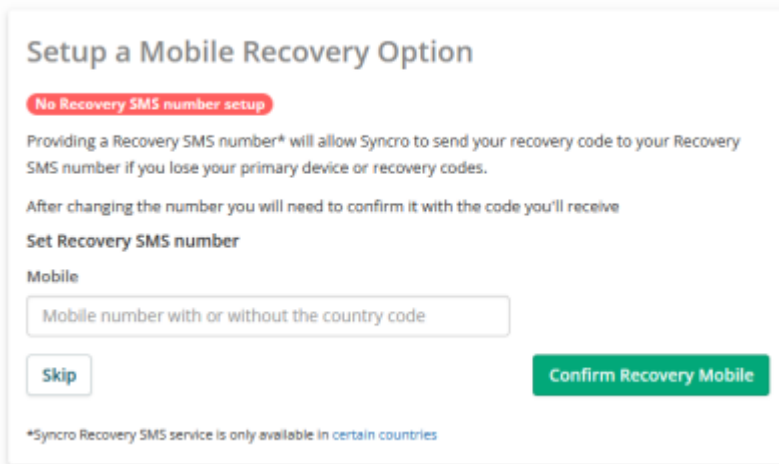 Setup a Mobile Recovery Option
No Recovery SMS number setup
Providing a Recovery SMS number* will allow Syncro to send your recovery code to your Recovery
SMS number if you lose your primary device or recovery codes.
After changing the number you will need to confirm it with the code you'll receive
Set Recovery SMS number
Mobile
Mobile number with or without the country code
Skip
Confirm Recovery Mobile
*Syncro Recovery SMS service is only available in certain countries